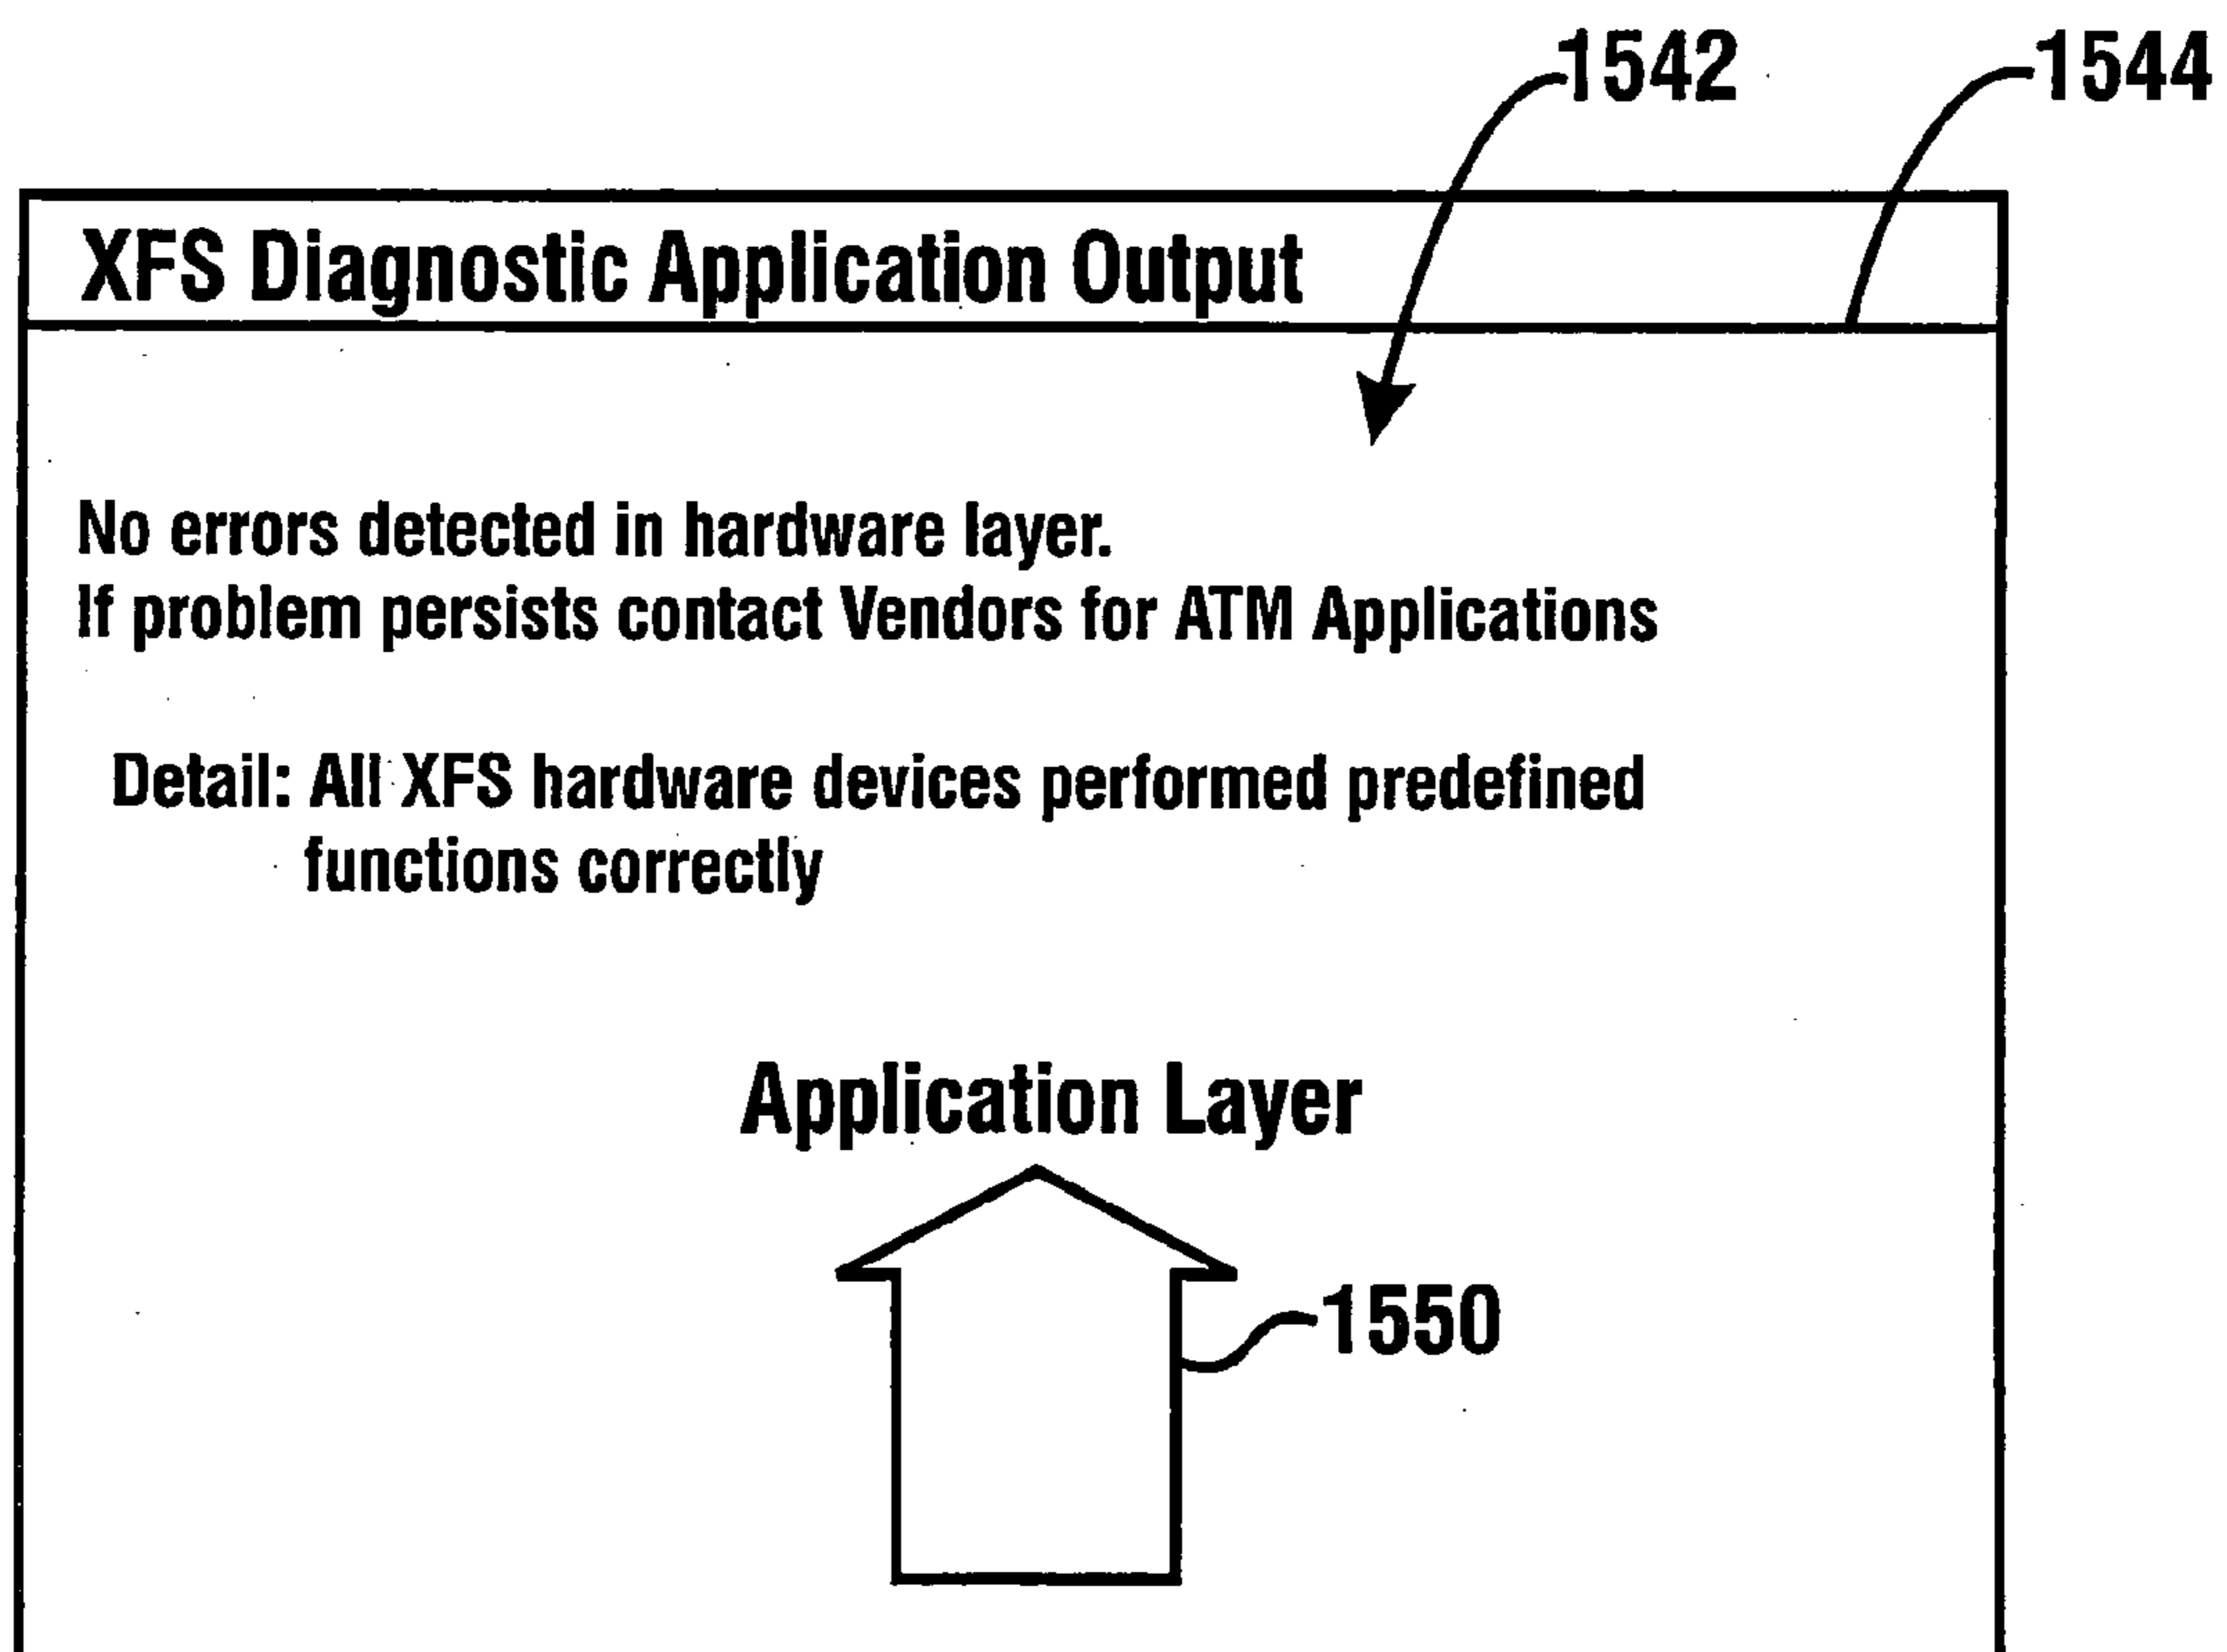 1542
1544
XFS Diagnostic Application Output
No errors detected in hardware layer.
If problem persists contact Vendors for ATM Applications
Detail: All XFS hardware devices performed predefined
functions correctly
Application Layer
1550